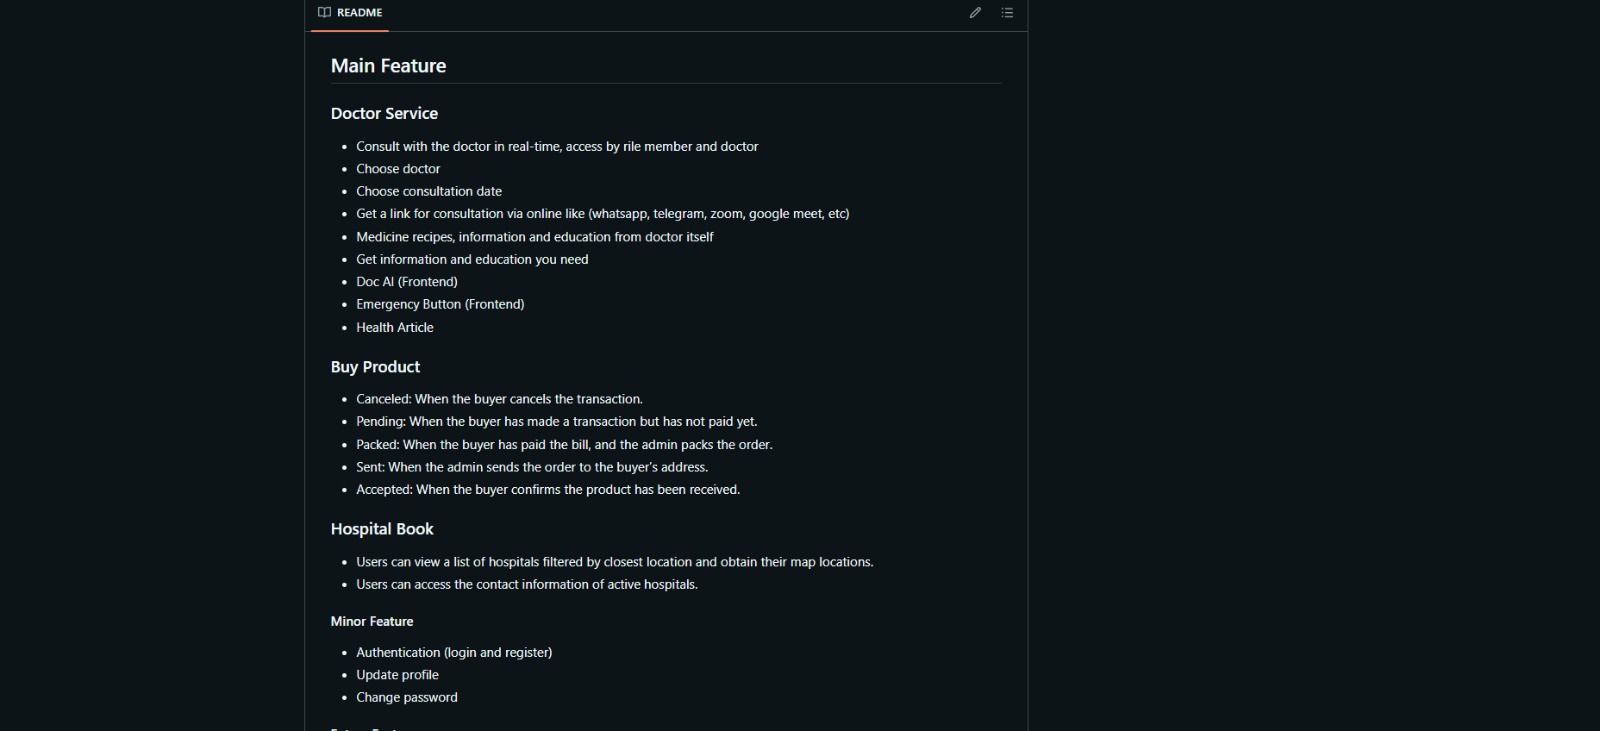 README
Main Feature
Doctor Service
Consult with the doctor in real-time, access by rile member and doctor
Choose doctor
Choose consultation date
Get a link for consultation via online like (whatsapp, telegram, zoom, google meet, etc)
Medicine recipes, information and education from doctor itself
Get information and education you need
Doc AI (Frontend)
Emergency Button (Frontend)
Health Article
Buy Product
Canceled: When the buyer cancels the transaction.
Pending: When the buyer has made a transaction but has not paid yet.
Packed: When the buyer has paid the bill, and the admin packs the order.
Sent: When the admin sends the order to the buyer's address.
Accepted: When the buyer confirms the product has been received.
Hospital Book
Users can view a list of hospitals filtered by closest location and obtain their map locations.
Users can access the contact information of active hospitals.
Minor Feature
Authentication (login and register)
Update profile
Change password